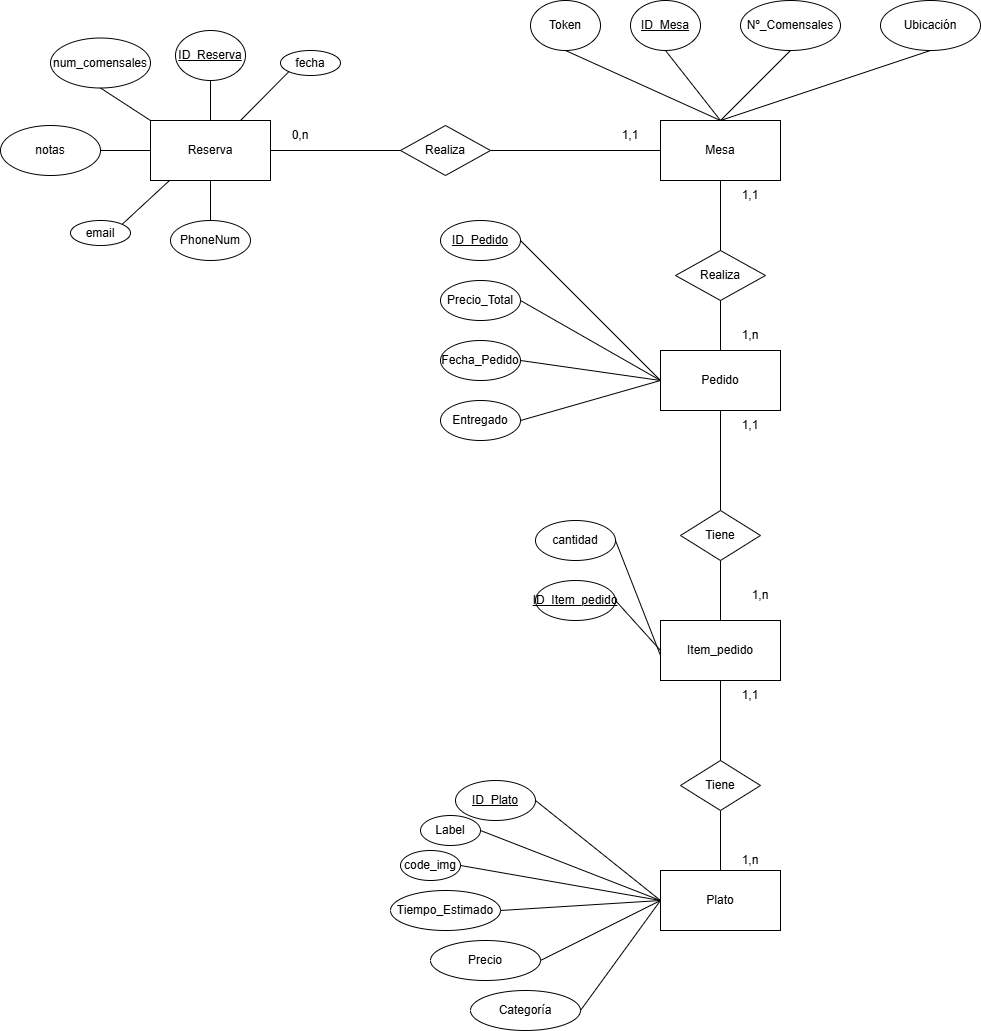 Token
ID_Mesa
Nº_Comensales
Ubicación
num_comensales
ID_Reserva
fecha
notas
Reserva
0,n
Realiza
1,1
Mesa
1,1
email
PhoneNum
ID_Pedido
Realiza
Precio_Total
1,n
Fecha_Pedido
Pedido
Entregado
1,1
cantidad
Tiene
ID_Item_pedido
1,n
Item_pedido
1,1
Tiene
ID_Plato
Label
code_img
1,n
Tiempo_Estimado
Plato
Precio
Categoría